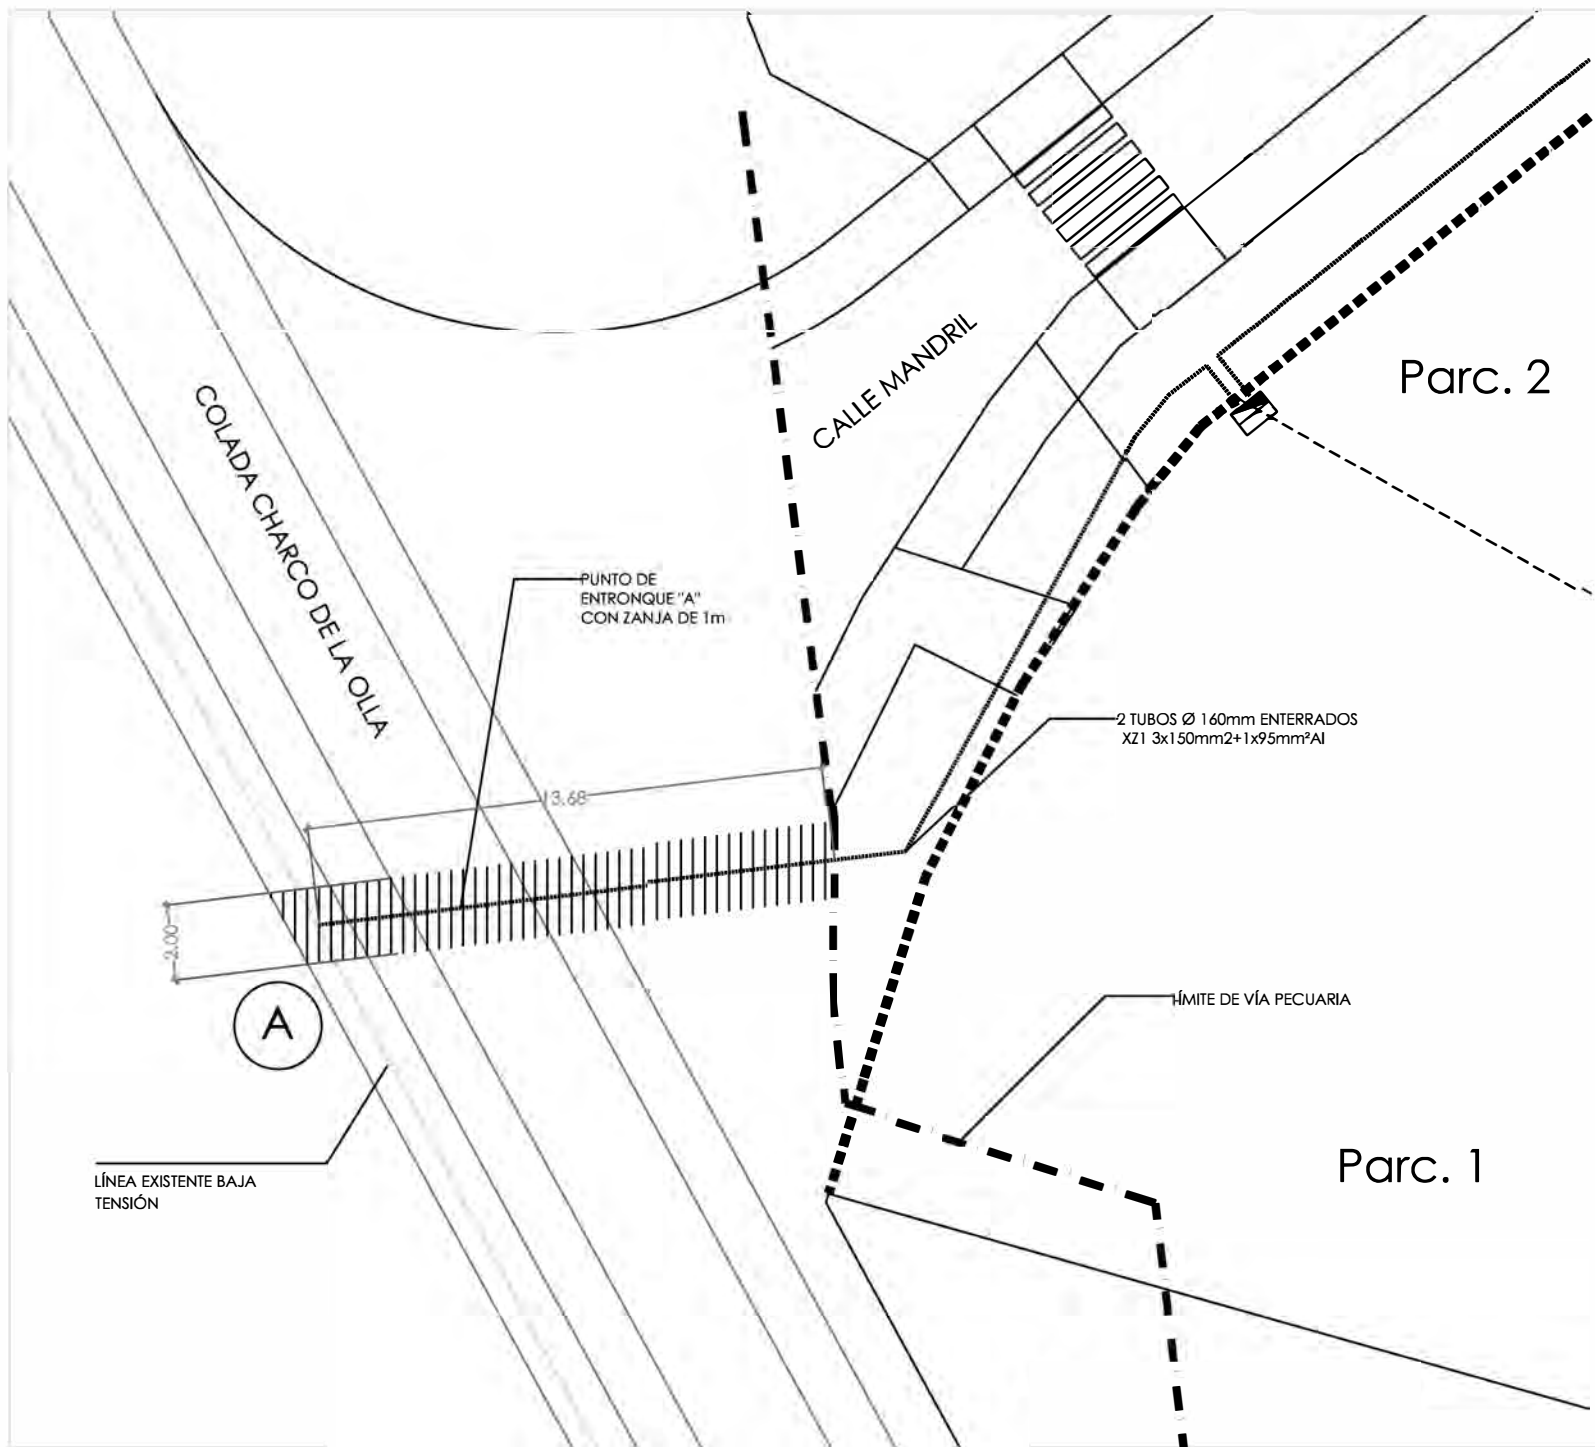 Parc. 2
CALLE MANDRIL
COLADA CHARCO DE LA OLLA
PUNTO DE
ENTRONQUE "A"
CON ZANJA DE 1m
2 TUBOS Ø 160mm ENTERRADOS
XZ1 3x150mm2+1x95mm²Al
13.68
2.00
A
LÍMITE DE VÍA PECUARIA
Parc. 1
LÍNEA EXISTENTE BAJA
TENSIÓN